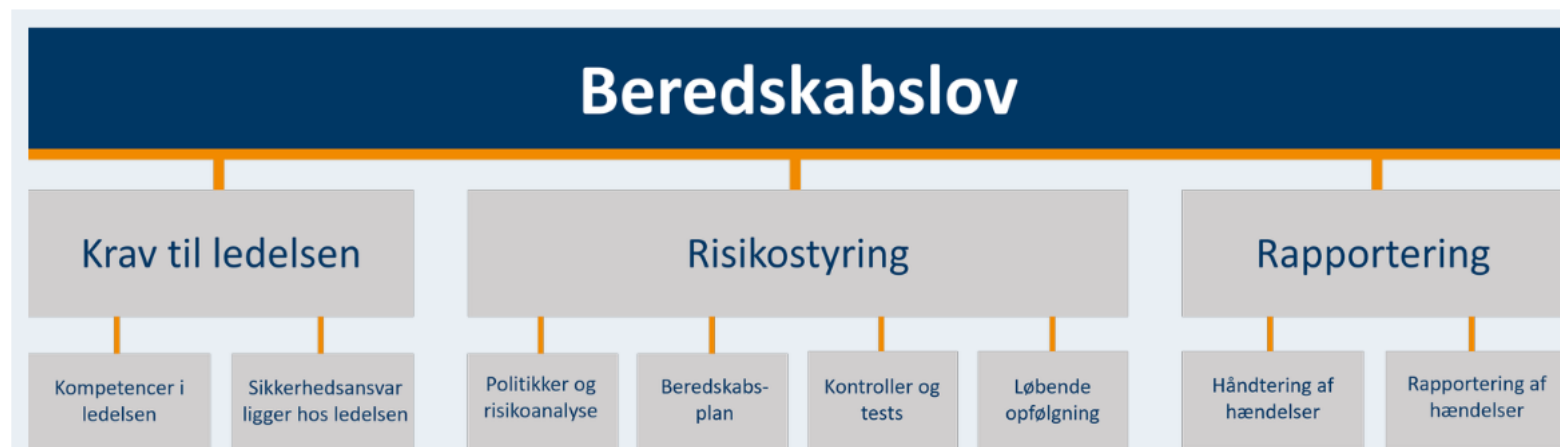 Beredskabslov
Krav til ledelsen
Risikostyring
Rapportering
Kompetencer i
ledelsen
Sikkerhedsansvar
ligger hos ledelsen
Politikker og
risikoanalyse
Beredskabs-
plan
Kontroller og
tests
Løbende
opfølgning
Håndtering af
hændelser
Rapportering af
hændelser